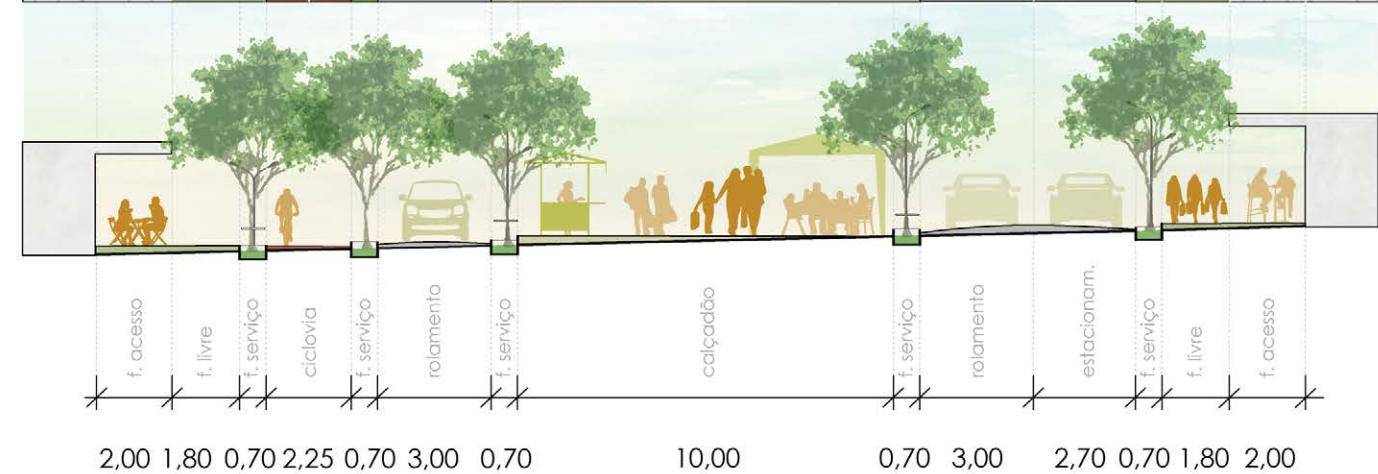 f. acesso
f. livre
f. serviço
ciclovia
f. serviço
rolamento
f. serviço
calçadão
f. serviço
rolamento
estacionam.
f. serviço
f. livre
f. acesso
2,00 1,80 0,70 2,25 0,70 3,00 0,70 10,00 0,70 3,00 2,70 0,70 1,80 2,00